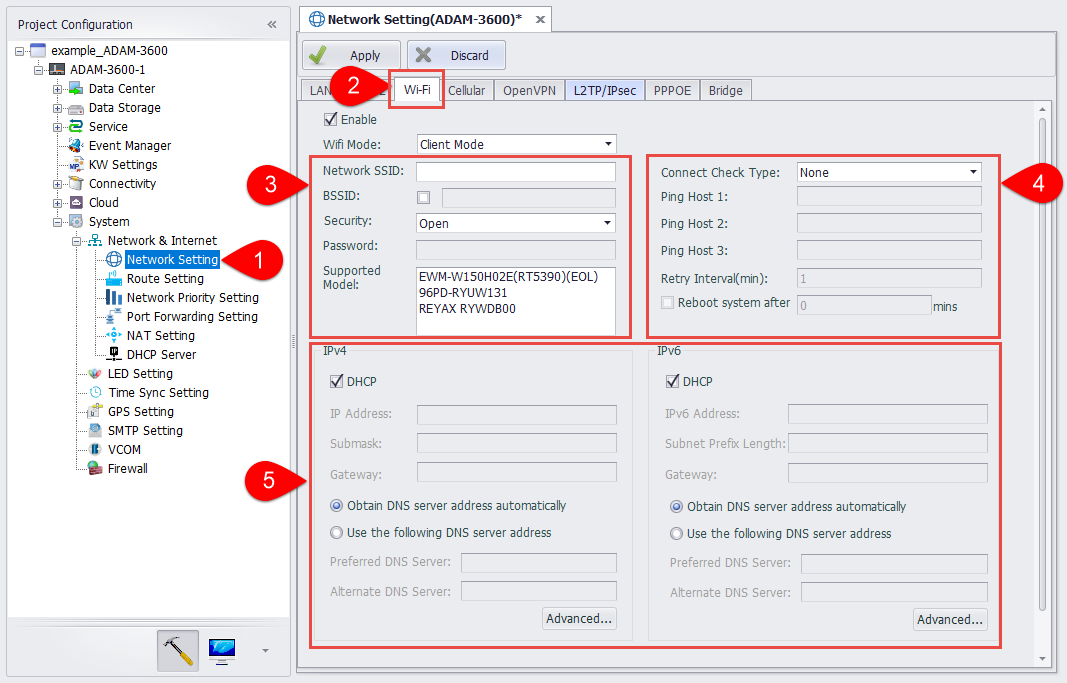 Project Configuration
example_ADAM-3600
ADAM-3600-1
Data Center
Data Storage
Service
Event Manager
KW Settings
Connectivity
Cloud
System
Network & Internet
Network Setting
Route Setting
Network Priority Setting
Port Forwarding Setting
NAT Setting
DHCP Server
LED Setting
Time Sync Setting
GPS Setting
SMTP Setting
VCOM
Firewall
1
Network Setting(ADAM-3600)*
Apply Discard
2
LAN Wi-Fi Cellular OpenVPN L2TP/IPsec PPPOE Bridge
Enable
Wifi Mode: Client Mode
3
Network SSID:
BSSID:
Security: Open
Password:
Supported
Model:
EWM-W150H02E(RT5390)(EOL)
96PD-RYUW131
REYAX RYWDB00
4
Connect Check Type: None
Ping Host 1:
Ping Host 2:
Ping Host 3:
Retry Interval(min): 1
Reboot system after 0 mins
5
IPv4
DHCP
IP Address:
Submask:
Gateway:
Obtain DNS server address automatically
Use the following DNS server address
Preferred DNS Server:
Alternate DNS Server:
Advanced...
IPv6
DHCP
IPv6 Address:
Subnet Prefix Length:
Gateway:
Obtain DNS server address automatically
Use the following DNS server address
Preferred DNS Server:
Alternate DNS Server:
Advanced...